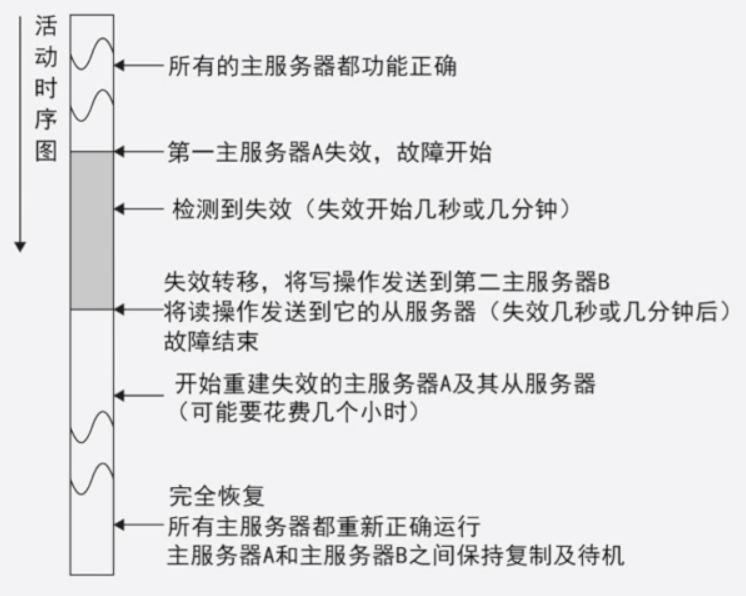 活动时序图
所有的主服务器都功能正确
第一主服务器A失效，故障开始
检测到失效（失效开始几秒或几分钟）
失效转移，将写操作发送到第二主服务器B
将读操作发送到它的从服务器（失效几秒或几分钟后）
故障结束
开始重建失效的主服务器A及其从服务器
（可能要花费几个小时）
完全恢复
所有主服务器都重新正确运行
主服务器A和主服务器B之间保持复制及待机